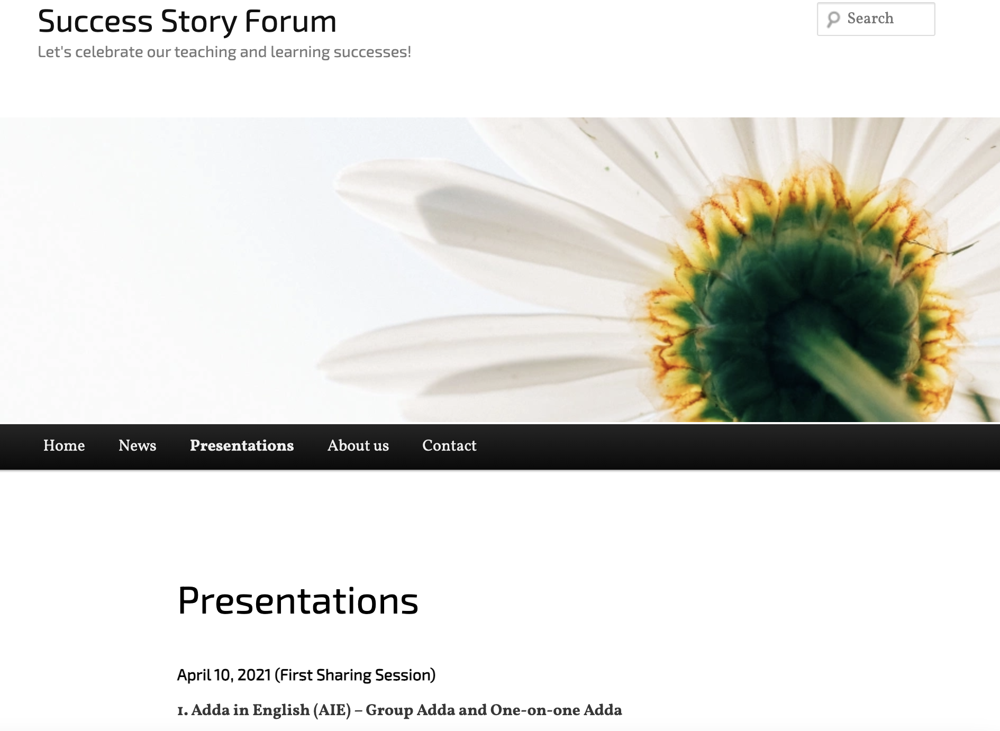 Success Story Forum
Search
Let's celebrate our teaching and learning successes!
Home News Presentations About us Contact
Presentations
April 10, 2021 (First Sharing Session)
1. Adda in English (AIE) – Group Adda and One-on-one Adda